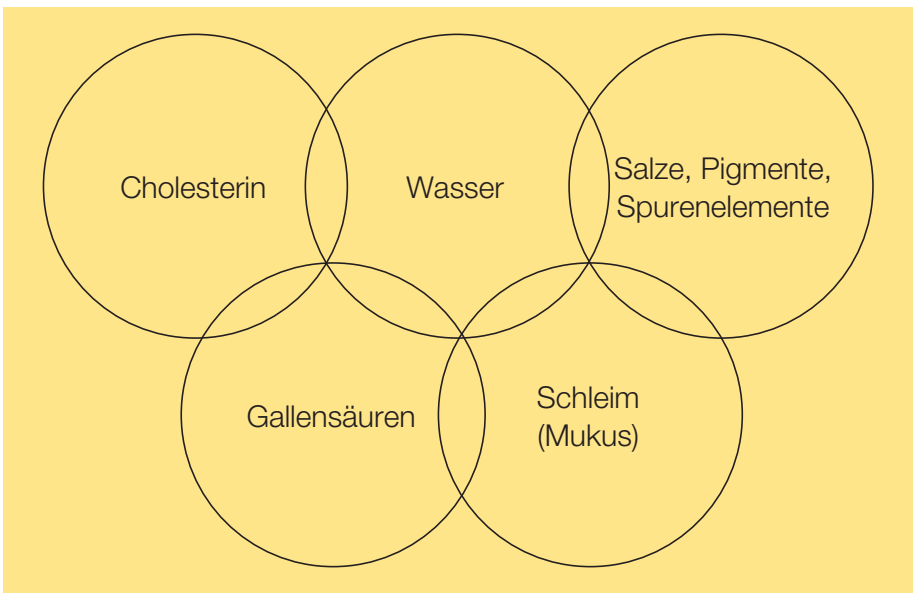 Cholesterin
Wasser
Salze, Pigmente,
Spurenelemente
Gallensäuren
Schleim
(Mukus)